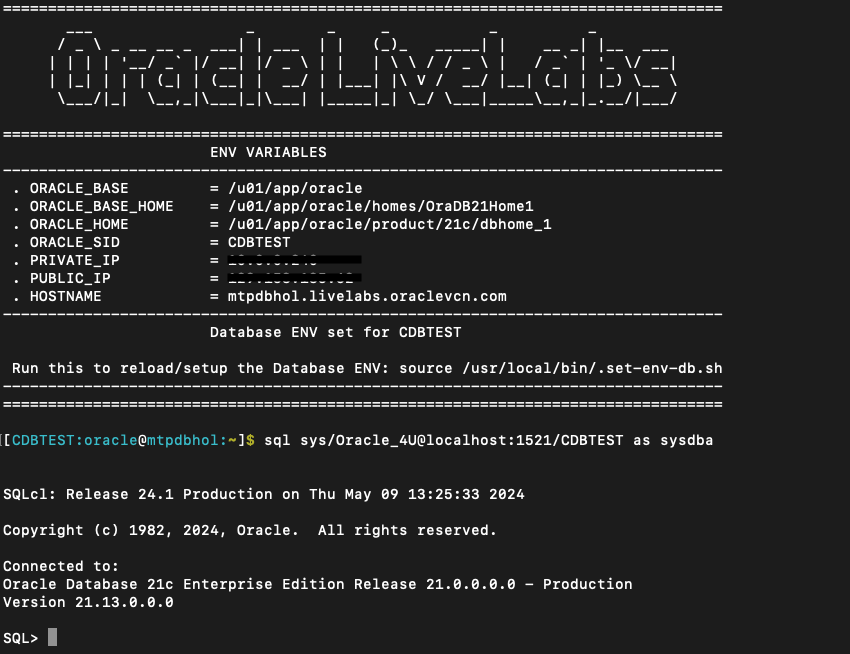 Oracle LiveLabs
ENV VARIABLES
. ORACLE_BASE = /u01/app/oracle
. ORACLE_BASE_HOME = /u01/app/oracle/homes/OraDB21Home1
. ORACLE_HOME = /u01/app/oracle/product/21c/dbhome_1
. ORACLE_SID = CDBTEST
. PRIVATE_IP =
. PUBLIC_IP =
. HOSTNAME = mtpdbhol.livelabs.oraclevcn.com
Database ENV set for CDBTEST
Run this to reload/setup the Database ENV: source /usr/local/bin/.set-env-db.sh
[[CDBTEST:oracle@mtpdbhol:~]$ sql sys/Oracle_4U@localhost:1521/CDBTEST as sysdba
SQLcl: Release 24.1 Production on Thu May 09 13:25:33 2024
Copyright (c) 1982, 2024, Oracle.  All rights reserved.
Connected to:
Oracle Database 21c Enterprise Edition Release 21.0.0.0.0 - Production
Version 21.13.0.0.0
SQL>